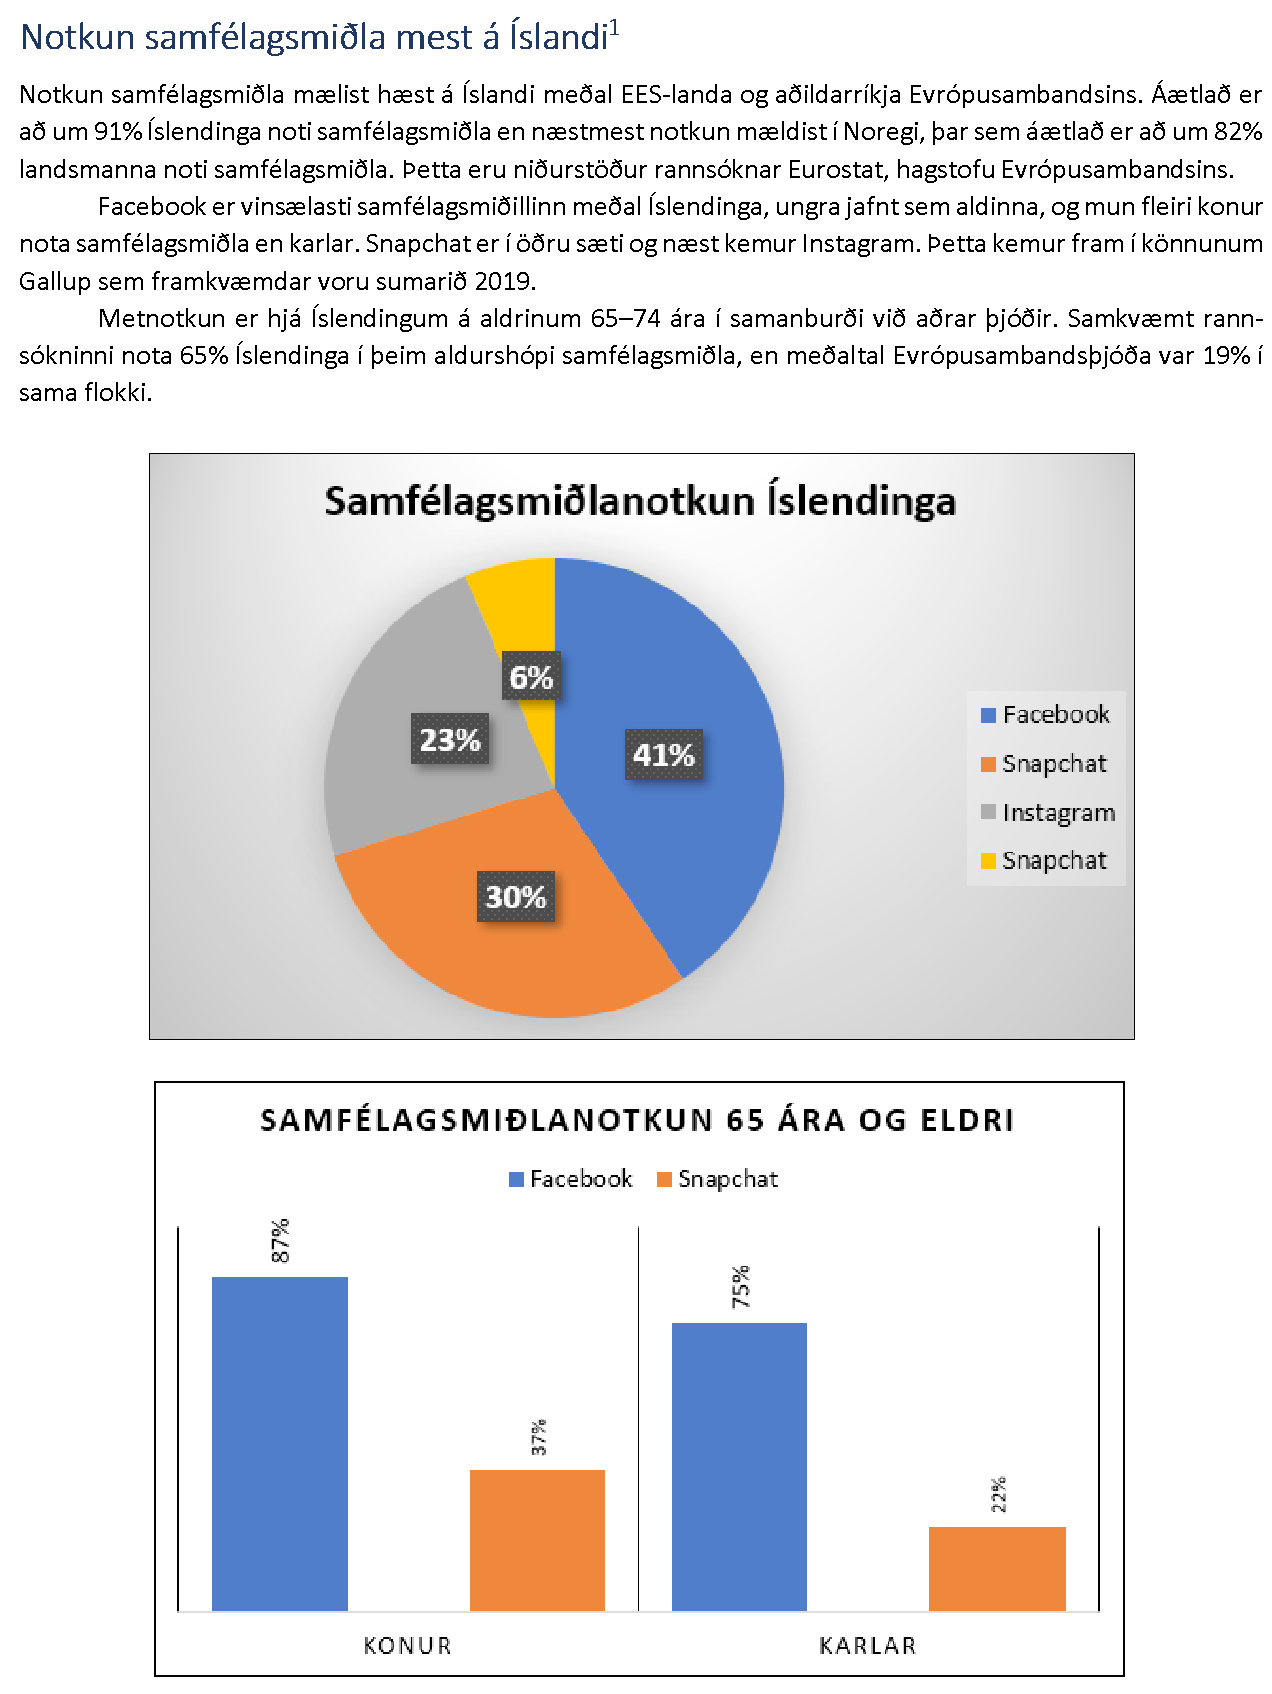 Notkun samfélagsmiðla mest á Íslandi¹
Notkun samfélagsmiðla mælist hæst á Íslandi meðal EES-landa og aðildarríkja Evrópusambandsins. Áætlað er
að um 91% Íslendinga noti samfélagsmiðla en næstmest notkun mældist í Noregi, þar sem áætlað er að um 82%
landsmanna noti samfélagsmiðla. Þetta eru niðurstöður rannsóknar Eurostat, hagstofu Evrópusambandsins.
Facebook er vinsælasti samfélagsmiðillinn meðal Íslendinga, ungra jafnt sem aldinna, og mun fleiri konur
nota samfélagsmiðla en karlar. Snapchat er í öðru sæti og næst kemur Instagram. Þetta kemur fram í könnunum
Gallup sem framkvæmdar voru sumarið 2019.
Metnotkun er hjá Íslendingum á aldrinum 65–74 ára í samanburði við aðrar þjóðir. Samkvæmt rann-
sókninni nota 65% Íslendinga í þeim aldurshópi samfélagsmiðla, en meðaltal Evrópusambandsþjóða var 19% í
sama flokki.
Samfélagsmiðlanotkun Íslendinga
6%
23%
41%
30%
Facebook
Snapchat
Instagram
Snapchat
SAMFÉLAGSMIÐLANOTKUN 65 ÁRA OG ELDRI
Facebook Snapchat
87%
37%
75%
22%
KONUR KARLAR